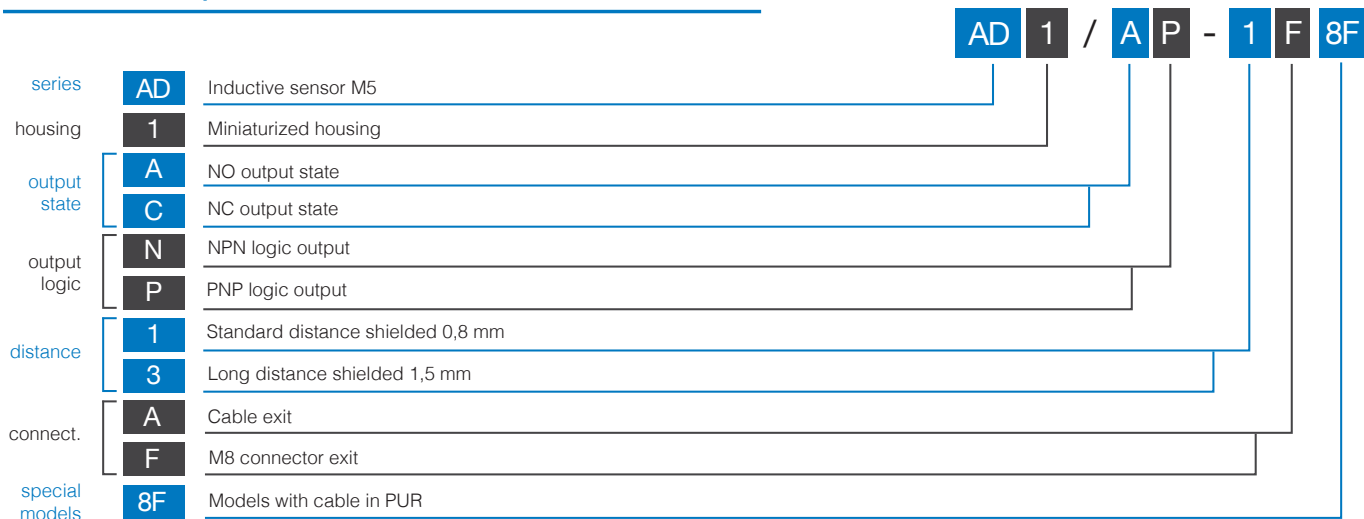 AD 1 / A P - 1 F 8F
series AD Inductive sensor M5
housing 1 Miniaturized housing
output
state
A NO output state
C NC output state
output
logic
N NPN logic output
P PNP logic output
distance
1 Standard distance shielded 0,8 mm
3 Long distance shielded 1,5 mm
connect.
A Cable exit
F M8 connector exit
special
models
8F Models with cable in PUR